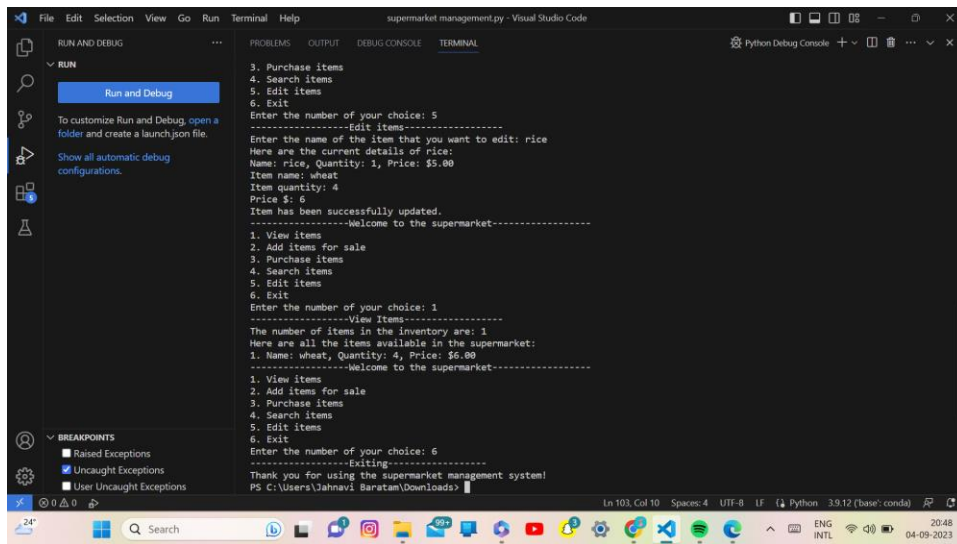 File Edit Selection View Go Run Terminal Help supermarket management.py - Visual Studio Code
RUN AND DEBUG ...
RUN
Run and Debug
To customize Run and Debug, open a
folder and create a launch.json file.
Show all automatic debug
configurations.
BREAKPOINTS
Raised Exceptions
Uncaught Exceptions
User Uncaught Exceptions
PROBLEMS OUTPUT DEBUG CONSOLE TERMINAL Python Debug Console
3. Purchase items
4. Search items
5. Edit items
6. Exit
Enter the number of your choice: 5
------------------Edit items------------------
Enter the name of the item that you want to edit: rice
Here are the current details of rice:
Name: rice, Quantity: 1, Price: $5.00
Item name: wheat
Item quantity: 4
Price $: 6
Item has been successfully updated.
------------------Welcome to the supermarket------------------
1. View items
2. Add items for sale
3. Purchase items
4. Search items
5. Edit items
6. Exit
Enter the number of your choice: 1
------------------View Items------------------
The number of items in the inventory are: 1
Here are all the items available in the supermarket:
1. Name: wheat, Quantity: 4, Price: $6.00
------------------Welcome to the supermarket------------------
1. View items
2. Add items for sale
3. Purchase items
4. Search items
5. Edit items
6. Exit
Enter the number of your choice: 6
------------------Exiting------------------
Thank you for using the supermarket management system!
PS C:\Users\Jahnavi Baratam\Downloads>
0 0 Ln 103, Col 10 Spaces: 4 UTF-8 LF Python 3.9.12 ('base': conda)
24° Search 99+ ENG 20:48
INTL 04-09-2023